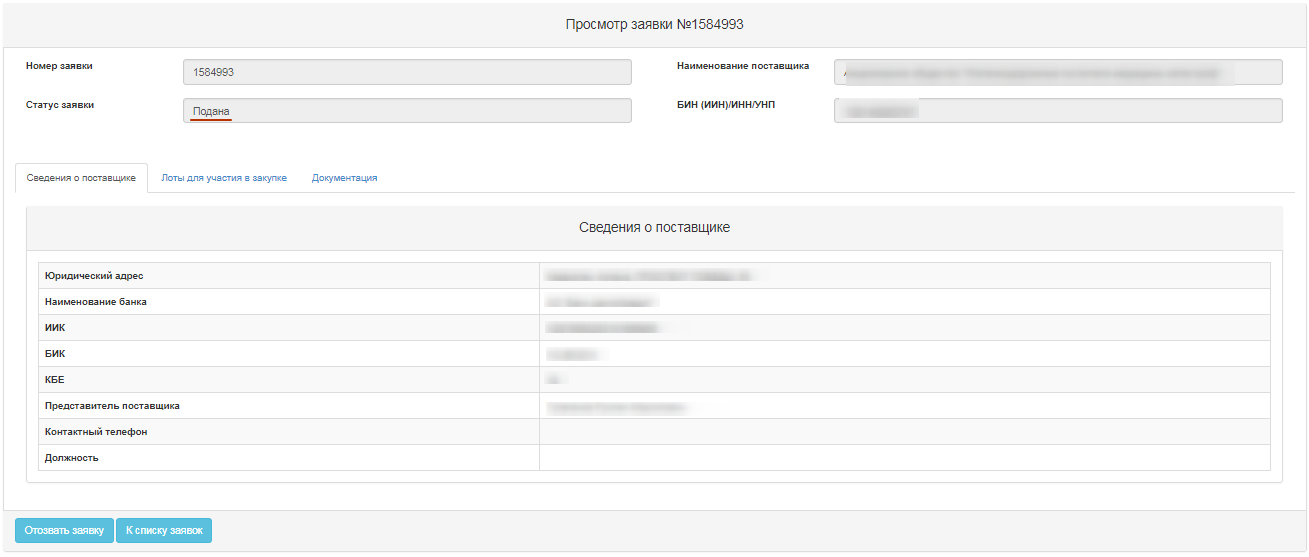 Просмотр заявки №1584993
Номер заявки
1584993
Наименование поставщика
Статус заявки
Подана
БИН (ИИН)/ИНН/УНП
Сведения о поставщике
Лоты для участия в закупке
Документация
Сведения о поставщике
Юридический адрес
Наименование банка
ИИК
БИК
КБЕ
Представитель поставщика
Контактный телефон
Должность
Отозвать заявку
К списку заявок